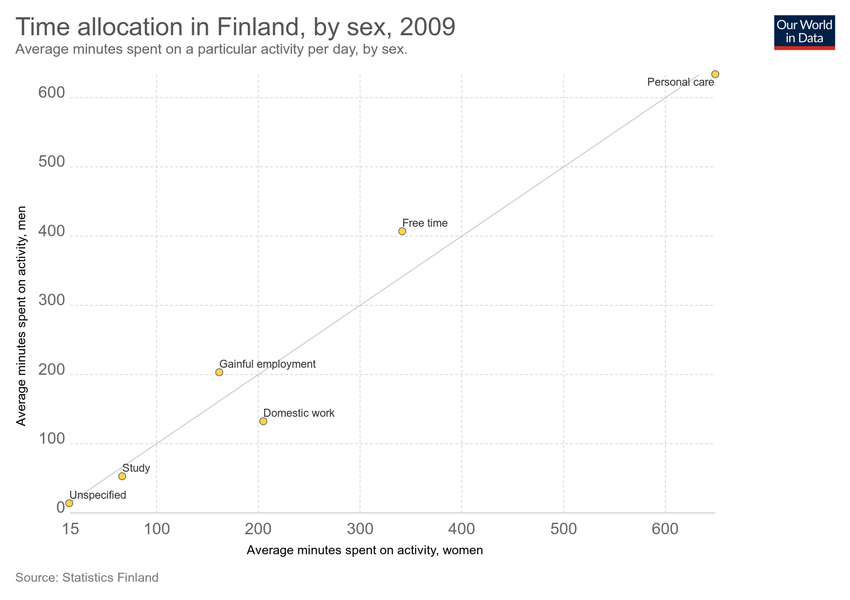 Time allocation in Finland, by sex, 2009
Average minutes spent on a particular activity per day, by sex.
Our World
in Data
Personal care
600
500
Free time
400
300
Gainful employment
200
Domestic work
100
Study
Unspecified
0
15 100 200 300 400 500 600
Average minutes spent on activity, men
Average minutes spent on activity, women
Source: Statistics Finland